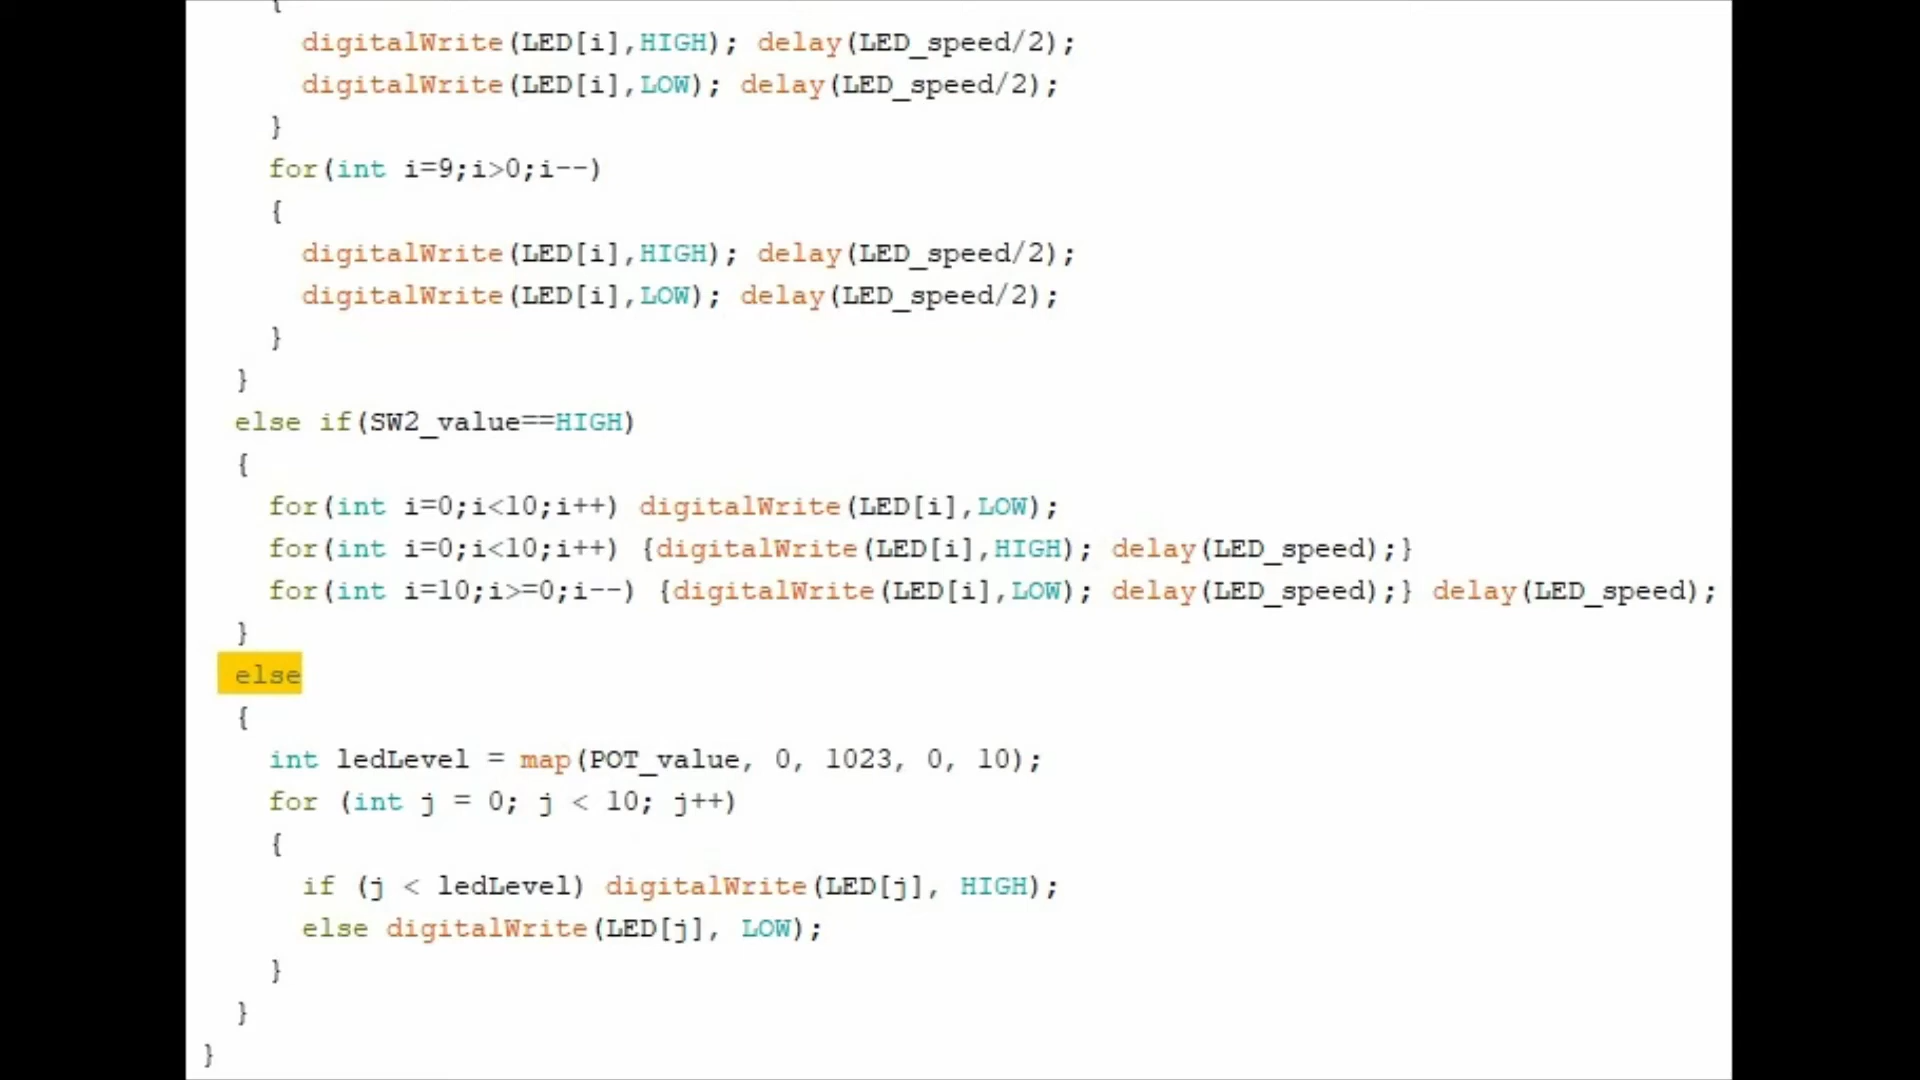 {
digitalWrite(LED[i],HIGH); delay(LED_speed/2);
digitalWrite(LED[i],LOW); delay(LED_speed/2);
}
for(int i=9;i>0;i--)
{
digitalWrite(LED[i],HIGH); delay(LED_speed/2);
digitalWrite(LED[i],LOW); delay(LED_speed/2);
}
}
else if(SW2_value==HIGH)
{
for(int i=0;i<10;i++) digitalWrite(LED[i],LOW);
for(int i=0;i<10;i++) {digitalWrite(LED[i],HIGH); delay(LED_speed);}
for(int i=10;i>=0;i--) {digitalWrite(LED[i],LOW); delay(LED_speed);} delay(LED_speed);
}
else
{
int ledLevel = map(POT_value, 0, 1023, 0, 10);
for (int j = 0; j < 10; j++)
{
if (j < ledLevel) digitalWrite(LED[j], HIGH);
else digitalWrite(LED[j], LOW);
}
}
}